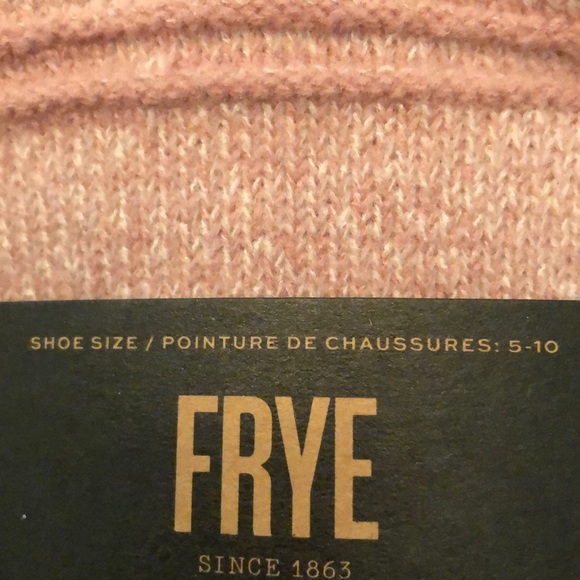 SHOE SIZE / POINTURE DE CHAUSSURES: 5-10
FRYE
SINCE 1863